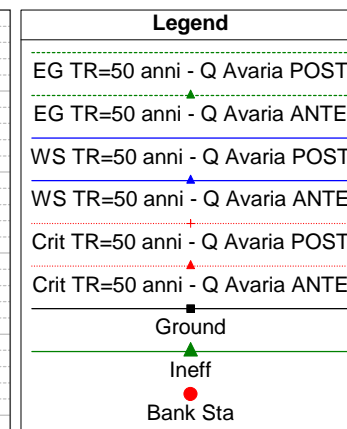 Legend
EG TR=50 anni - Q Avaria POST
EG TR=50 anni - Q Avaria ANTE
WS TR=50 anni - Q Avaria POST
WS TR=50 anni - Q Avaria ANTE
Crit TR=50 anni - Q Avaria POST
Crit TR=50 anni - Q Avaria ANTE
Ground
Ineff
Bank Sta